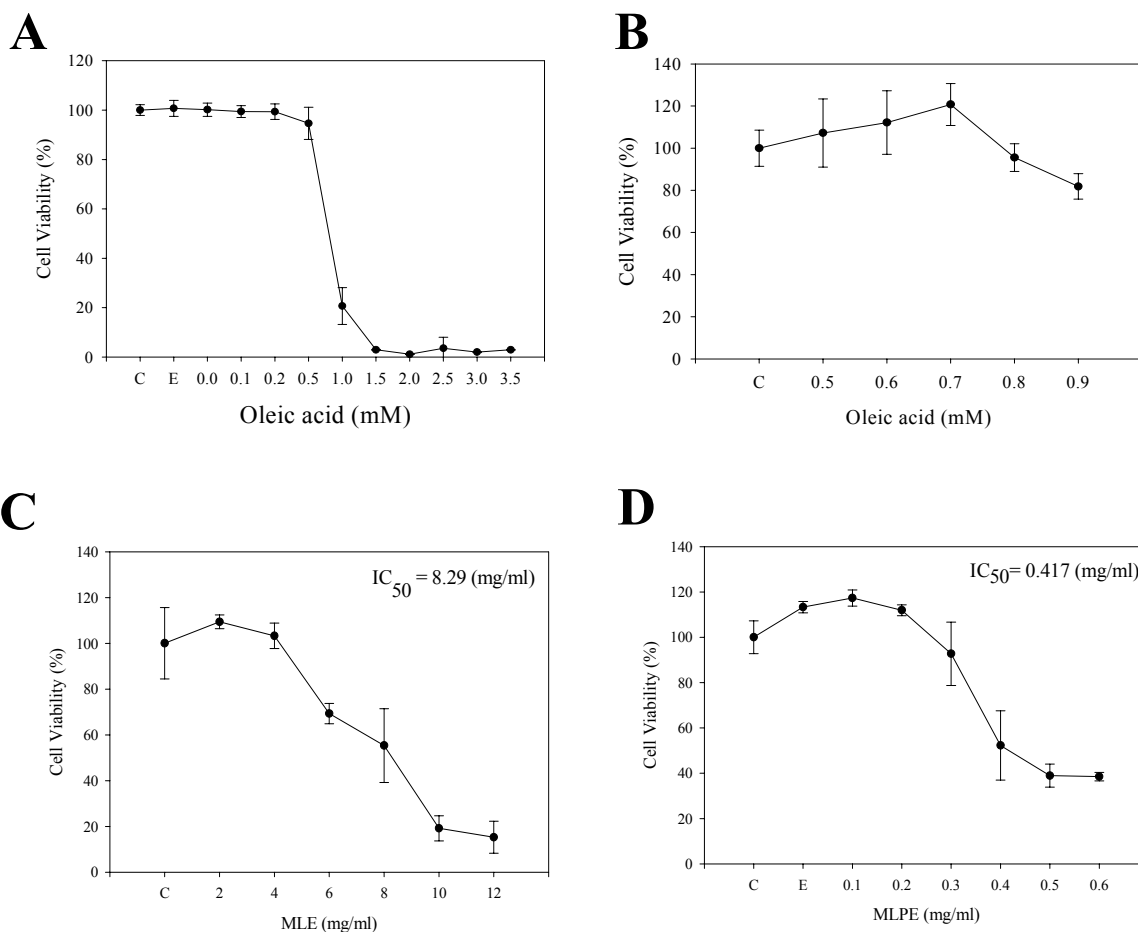 A
120
100
80
60
40
20
0
Cell Viability (%)
C E 0.0 0.1 0.2 0.5 1.0 1.5 2.0 2.5 3.0 3.5
Oleic acid (mM)
B
140
120
100
80
60
40
20
0
Cell Viability (%)
C 0.5 0.6 0.7 0.8 0.9
Oleic acid (mM)
C
IC50 = 8.29 (mg/ml)
140
120
100
80
60
40
20
0
Cell Viability (%)
C 2 4 6 8 10 12
MLE (mg/ml)
D
IC50= 0.417 (mg/ml)
140
120
100
80
60
40
20
0
Cell Viability (%)
C E 0.1 0.2 0.3 0.4 0.5 0.6
MLPE (mg/ml)